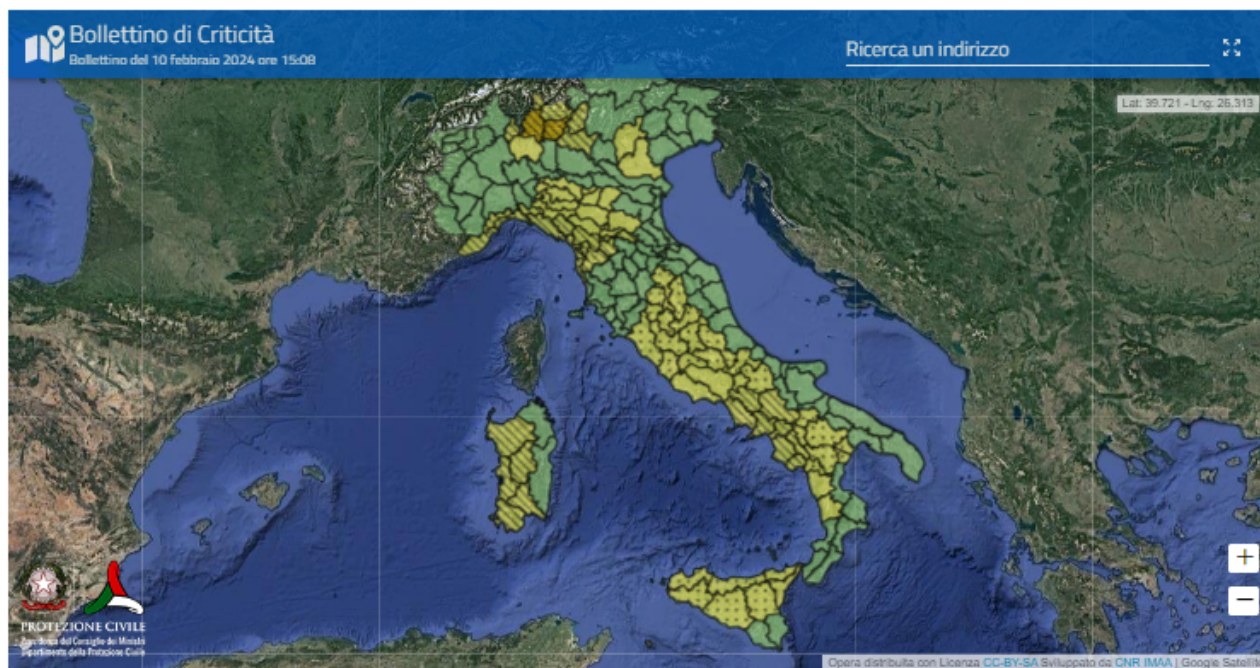 Bollettino di Criticità
Bollettino del 10 febbraio 2024 ore 15:08
Ricerca un indirizzo
Lat: 39.721 - Lng: 26.313
+
−
PROTEZIONE CIVILE
Presidenza del Consiglio dei Ministri
Dipartimento della Protezione Civile
Opera distribuita con Licenza CC-BY-SA Sviluppato da CNR IMAA | Google Sat